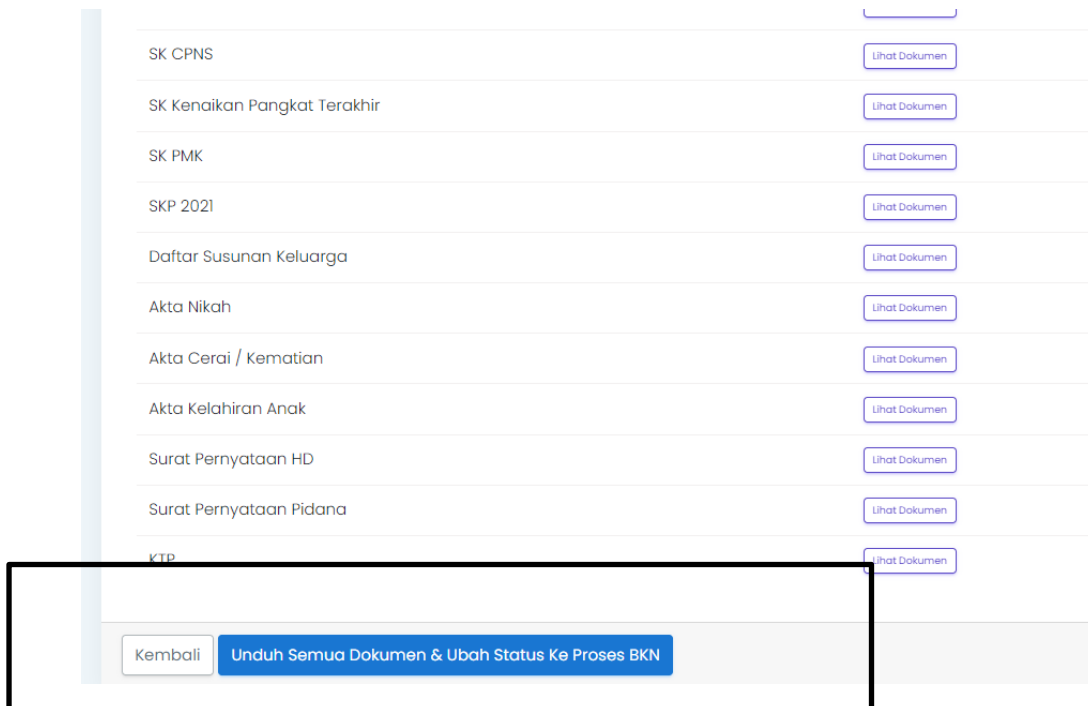 SK CPNS Lihat Dokumen
SK Kenaikan Pangkat Terakhir Lihat Dokumen
SK PMK Lihat Dokumen
SKP 2021 Lihat Dokumen
Daftar Susunan Keluarga Lihat Dokumen
Akta Nikah Lihat Dokumen
Akta Cerai / Kematian Lihat Dokumen
Akta Kelahiran Anak Lihat Dokumen
Surat Pernyataan HD Lihat Dokumen
Surat Pernyataan Pidana Lihat Dokumen
KTP Lihat Dokumen
Kembali Unduh Semua Dokumen & Ubah Status Ke Proses BKN